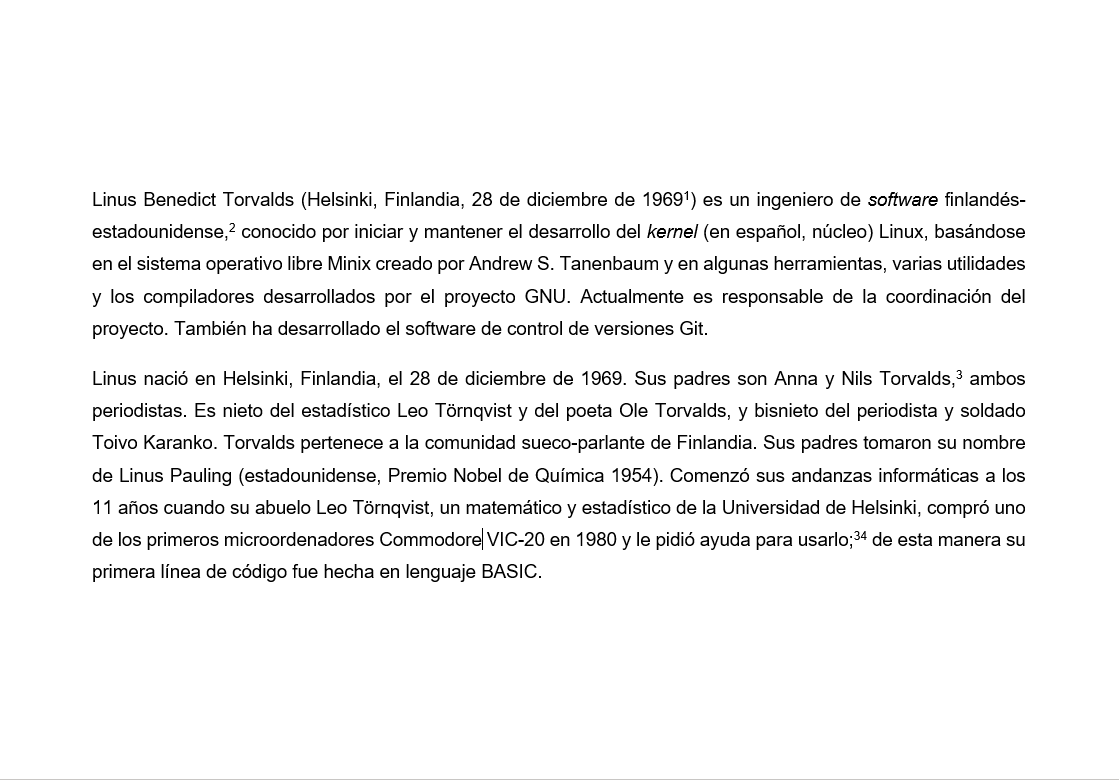 Linus Benedict Torvalds (Helsinki, Finlandia, 28 de diciembre de 1969¹) es un ingeniero de software finlandés-
estadounidense,² conocido por iniciar y mantener el desarrollo del kernel (en español, núcleo) Linux, basándose
en el sistema operativo libre Minix creado por Andrew S. Tanenbaum y en algunas herramientas, varias utilidades
y los compiladores desarrollados por el proyecto GNU. Actualmente es responsable de la coordinación del
proyecto. También ha desarrollado el software de control de versiones Git.
Linus nació en Helsinki, Finlandia, el 28 de diciembre de 1969. Sus padres son Anna y Nils Torvalds,³ ambos
periodistas. Es nieto del estadístico Leo Törnqvist y del poeta Ole Torvalds, y bisnieto del periodista y soldado
Toivo Karanko. Torvalds pertenece a la comunidad sueco-parlante de Finlandia. Sus padres tomaron su nombre
de Linus Pauling (estadounidense, Premio Nobel de Química 1954). Comenzó sus andanzas informáticas a los
11 años cuando su abuelo Leo Törnqvist, un matemático y estadístico de la Universidad de Helsinki, compró uno
de los primeros microordenadores Commodore VIC-20 en 1980 y le pidió ayuda para usarlo;³⁴ de esta manera su
primera línea de código fue hecha en lenguaje BASIC.